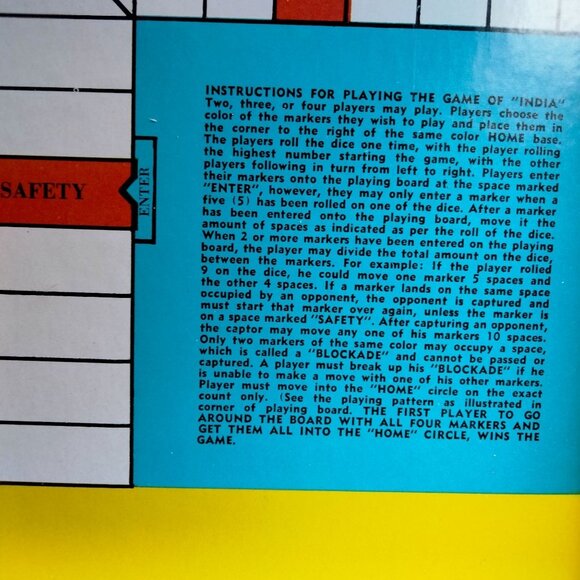 INSTRUCTIONS FOR PLAYING THE GAME OF "INDIA"
Two, three, or four players may play. Players choose the
color of the markers they wish to play and place them in
the corner to the right of the same color HOME base.
The players roll the dice one time, with the player rolling
the highest number starting the game, with the other
players following in turn from left to right. Players enter
their markers onto the playing board at the space marked
"ENTER", however, they may only enter a marker when a
five (5) has been rolled on one of the dice. After a marker
has been entered onto the playing board, move it the
amount of spaces as indicated as per the roll of the dice.
When 2 or more markers have been entered on the playing
board, the player may divide the total amount on the dice,
between the markers. For example: If the player rolled
9 on the dice, he could move one marker 5 spaces and
the other 4 spaces. If a marker lands on the same space
occupied by an opponent, the opponent is captured and
must start that marker over again, unless the marker is
on a space marked "SAFETY". After capturing an opponent,
the captor may move any one of his markers 10 spaces.
Only two markers of the same color may occupy a space,
which is called a "BLOCKADE" and cannot be passed or
captured. A player must break up his "BLOCKADE" if he
is unable to make a move with one of his other markers.
Player must move into the "HOME" circle on the exact
count only. (See the playing pattern as illustrated in
corner of playing board. THE FIRST PLAYER TO GO
AROUND THE BOARD WITH ALL FOUR MARKERS AND
GET THEM ALL INTO THE "HOME" CIRCLE, WINS THE
GAME.
SAFETY
ENTER